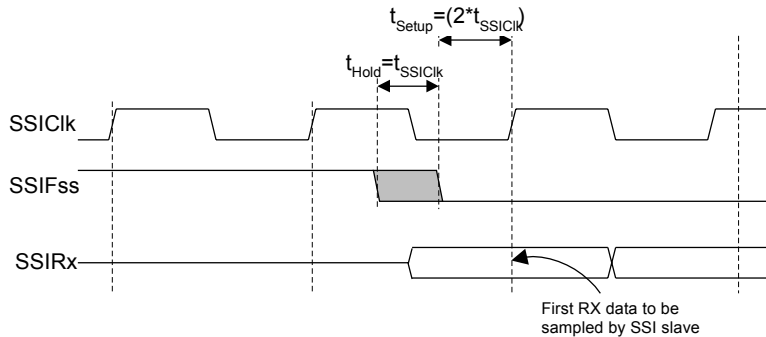 tSetup=(2*tSSIClk)
tHold=tSSIClk
SSIClk
SSIFss
SSIRx
First RX data to be
sampled by SSI slave